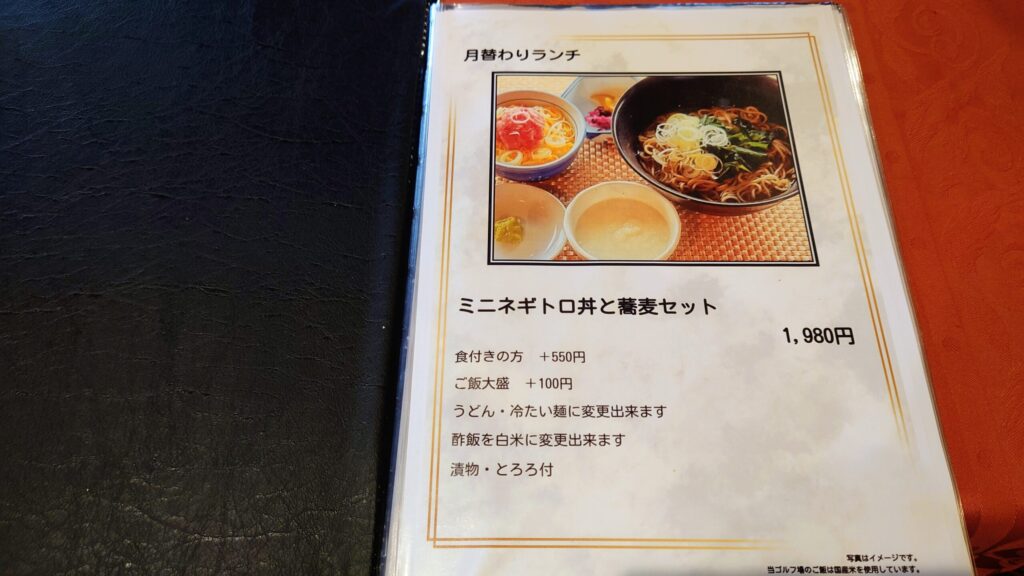 月替わりランチ
ミニネギトロ丼と蕎麦セット
1,980円
食付きの方　＋550円
ご飯大盛　＋100円
うどん・冷たい麺に変更出来ます
酢飯を白米に変更出来ます
漬物・とろろ付
写真はイメージです。
当ゴルフ場のご飯は国産米を使用しています。